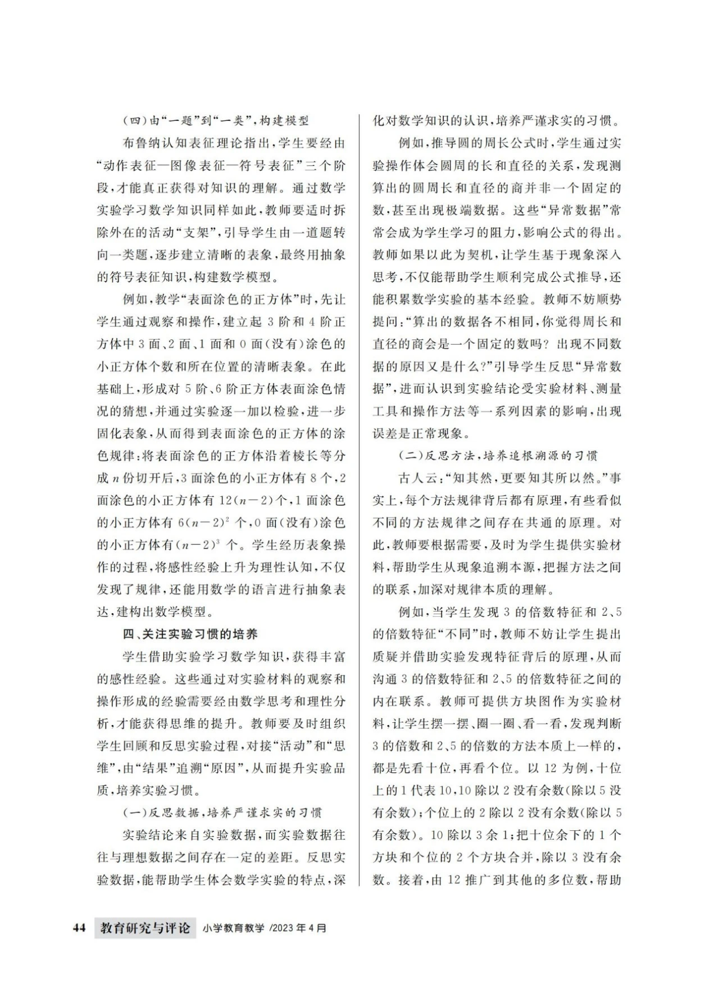 （四）由“一题”到“一类”，构建模型
布鲁纳认知表征理论指出，学生要经由
“动作表征—图像表征—符号表征”三个阶
段，才能真正获得对知识的理解。通过数学
实验学习数学知识同样如此，教师要适时拆
除外在的活动“支架”，引导学生由一道题转
向一类题，逐步建立清晰的表象，最终用抽象
的符号表征知识，构建数学模型。
例如，教学“表面涂色的正方体”时，先让
学生通过观察和操作，建立起 3 阶和 4 阶正
方体中 3 面、2 面、1 面和 0 面（没有）涂色的
小正方体个数和所在位置的清晰表象。在此
基础上，形成对 5 阶、6 阶正方体表面涂色情
况的猜想，并通过实验逐一加以检验，进一步
固化表象，从而得到表面涂色的正方体的涂
色规律：将表面涂色的正方体沿着棱长等分
成 n 份切开后，3 面涂色的小正方体有 8 个，2
面涂色的小正方体有 12(n－2)个，1 面涂色
的小正方体有 6(n－2)² 个，0 面（没有）涂色
的小正方体有(n－2)³ 个。学生经历表象操
作的过程，将感性经验上升为理性认知，不仅
发现了规律，还能用数学的语言进行抽象表
达，建构出数学模型。
四、关注实验习惯的培养
学生借助实验学习数学知识，获得丰富
的感性经验。这些通过对实验材料的观察和
操作形成的经验需要经由数学思考和理性分
析，才能获得思维的提升。教师要及时组织
学生回顾和反思实验过程，对接“活动”和“思
维”，由“结果”追溯“原因”，从而提升实验品
质，培养实验习惯。
（一）反思数据，培养严谨求实的习惯
实验结论来自实验数据，而实验数据往
往与理想数据之间存在一定的差距。反思实
验数据，能帮助学生体会数学实验的特点，深
化对数学知识的认识，培养严谨求实的习惯。
例如，推导圆的周长公式时，学生通过实
验操作体会圆周的长和直径的关系，发现测
算出的圆周长和直径的商并非一个固定的
数，甚至出现极端数据。这些“异常数据”常
常会成为学生学习的阻力，影响公式的得出。
教师如果以此为契机，让学生基于现象深入
思考，不仅能帮助学生顺利完成公式推导，还
能积累数学实验的基本经验。教师不妨顺势
提问：“算出的数据各不相同，你觉得周长和
直径的商会是一个固定的数吗？出现不同数
据的原因又是什么？”引导学生反思“异常数
据”，进而认识到实验结论受实验材料、测量
工具和操作方法等一系列因素的影响，出现
误差是正常现象。
（二）反思方法，培养追根溯源的习惯
古人云：“知其然，更要知其所以然。”事
实上，每个方法规律背后都有原理，有些看似
不同的方法规律之间存在共通的原理。对
此，教师要根据需要，及时为学生提供实验材
料，帮助学生从现象追溯本源，把握方法之间
的联系，加深对规律本质的理解。
例如，当学生发现 3 的倍数特征和 2、5
的倍数特征“不同”时，教师不妨让学生提出
质疑并借助实验发现特征背后的原理，从而
沟通 3 的倍数特征和 2、5 的倍数特征之间的
内在联系。教师可提供方块图作为实验材
料，让学生摆一摆、圈一圈、看一看，发现判断
3 的倍数和 2、5 的倍数的方法本质上一样的，
都是先看十位，再看个位。以 12 为例，十位
上的 1 代表 10，10 除以 2 没有余数（除以 5 没
有余数）；个位上的 2 除以 2 没有余数（除以 5
有余数）。10 除以 3 余 1；把十位余下的 1 个
方块和个位的 2 个方块合并，除以 3 没有余
数。接着，由 12 推广到其他的多位数，帮助
44 教育研究与评论 小学教育教学 /2023 年 4 月